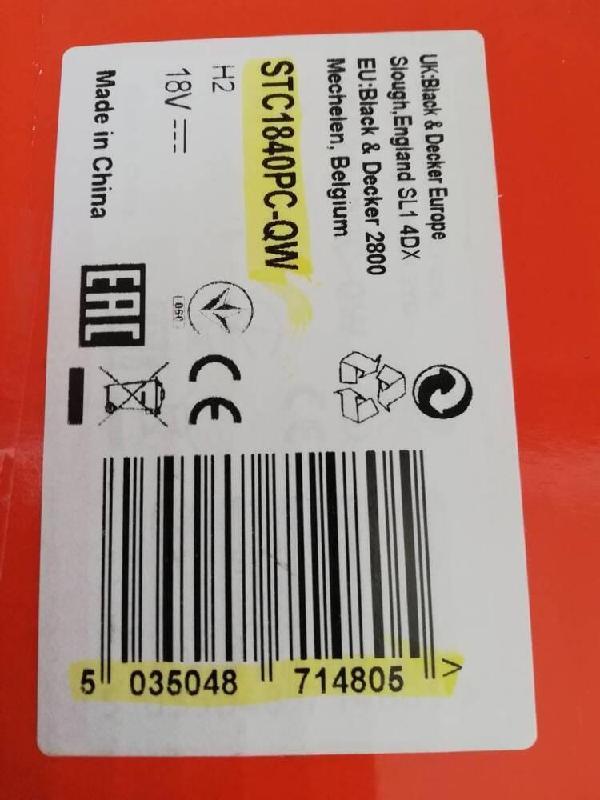 UK:Black & Decker Europe
Slough,England SL1 4DX
EU:Black & Decker 2800
Mechelen, Belgium
STC1840PC-QW
H2
18V
Made in China
EAC
CE
5 035048 714805 >